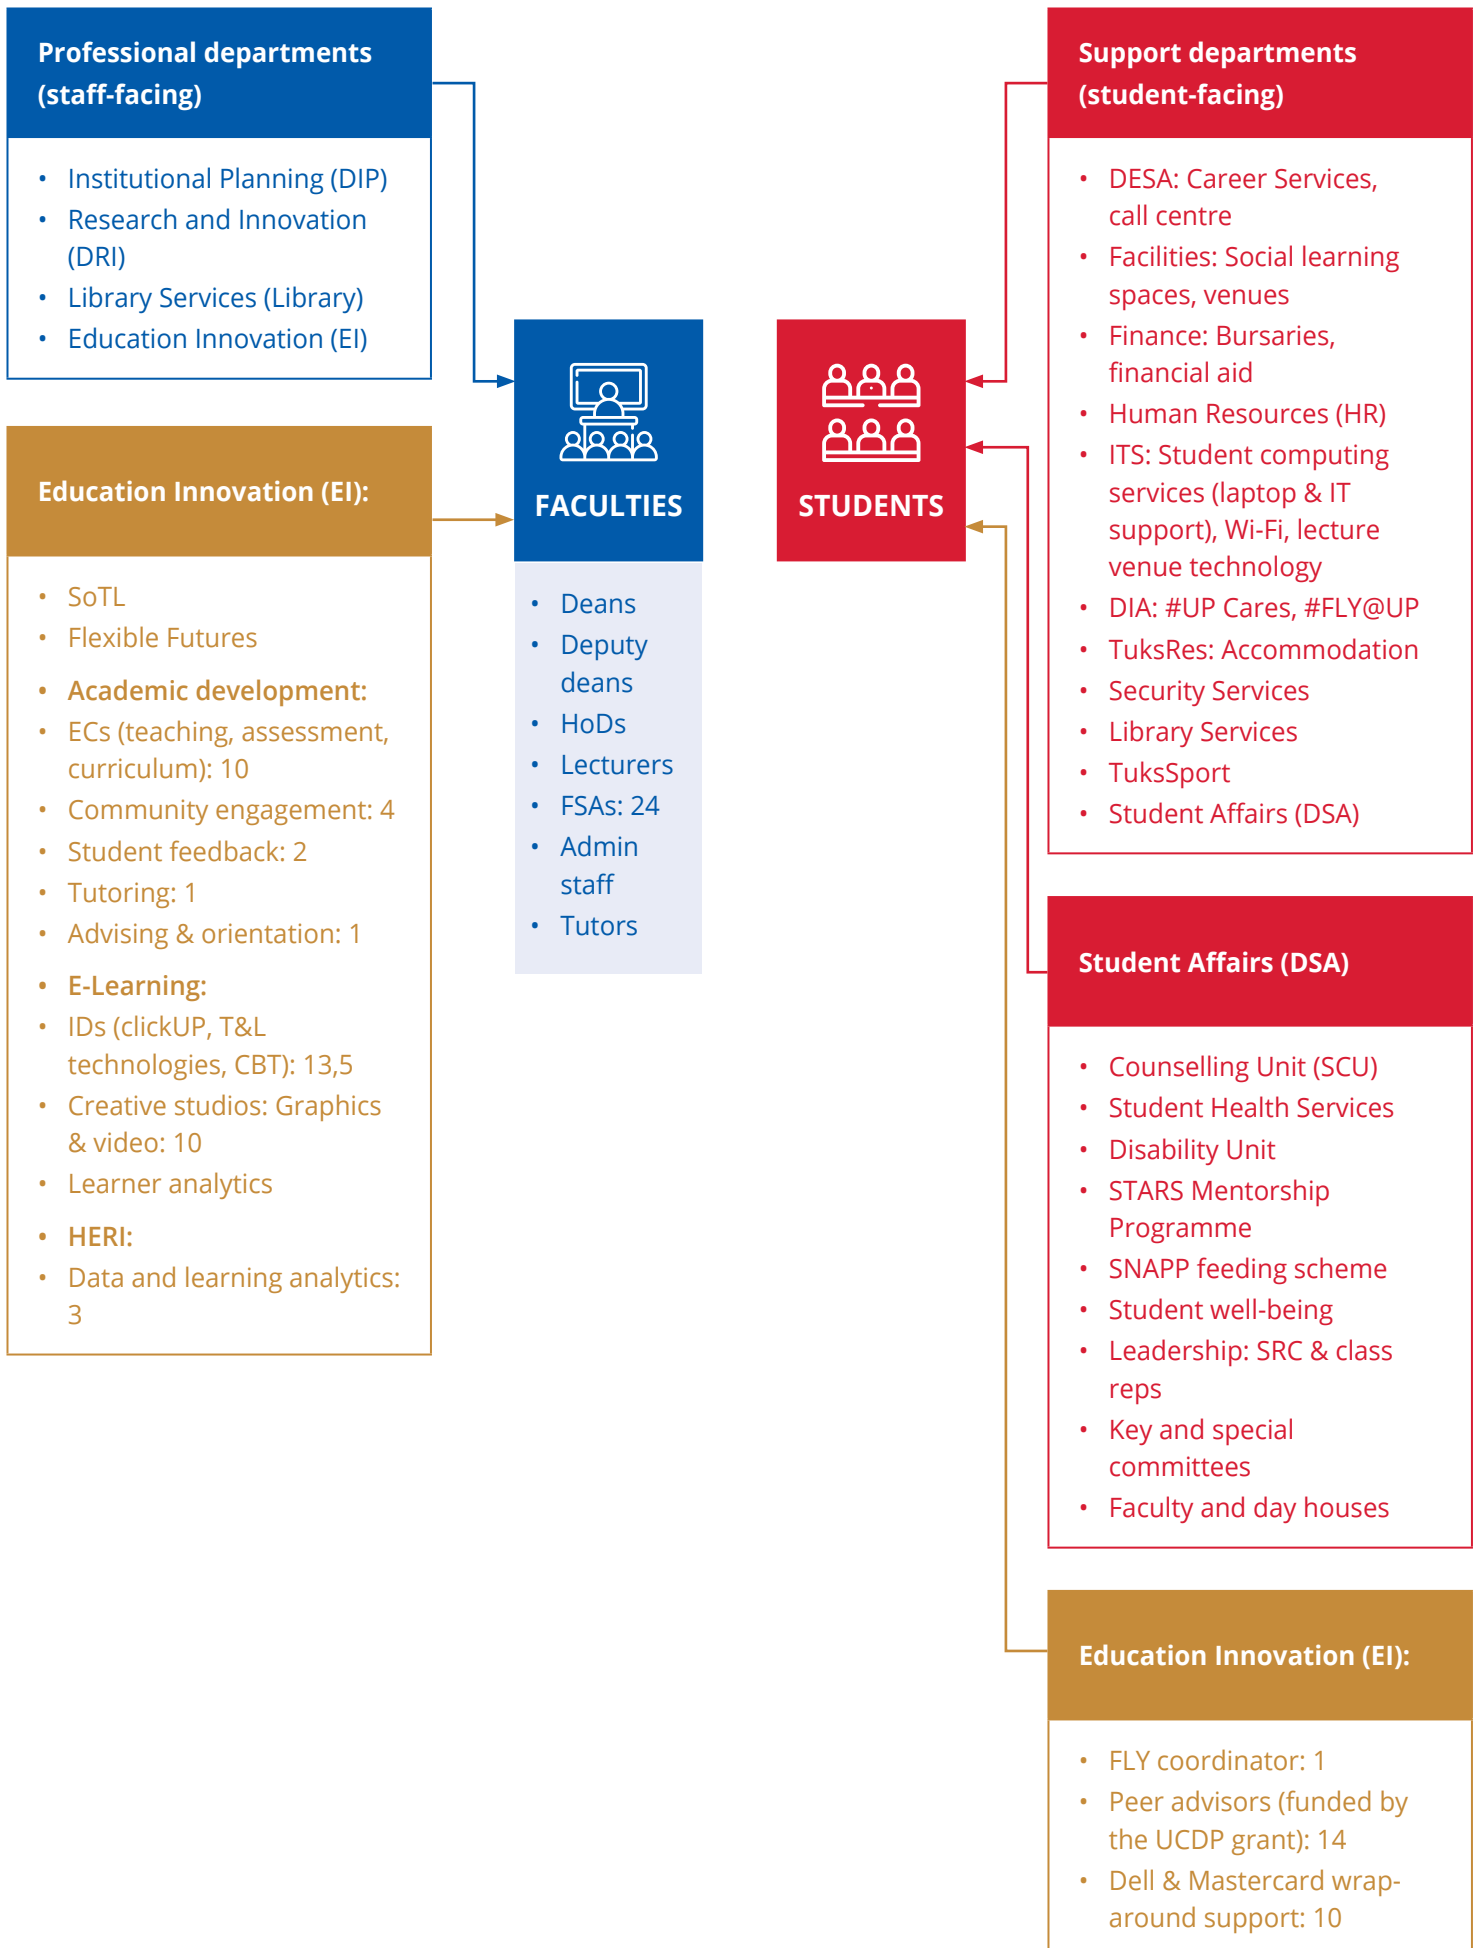 Professional departments
(staff-facing)
• Institutional Planning (DIP)
• Research and Innovation
(DRI)
• Library Services (Library)
• Education Innovation (EI)
Education Innovation (EI):
• SoTL
• Flexible Futures
• Academic development:
• ECs (teaching, assessment,
curriculum): 10
• Community engagement: 4
• Student feedback: 2
• Tutoring: 1
• Advising & orientation: 1
• E-Learning:
• IDs (clickUP, T&L
technologies, CBT): 13,5
• Creative studios: Graphics
& video: 10
• Learner analytics
• HERI:
• Data and learning analytics:
3
FACULTIES
• Deans
• Deputy
deans
• HoDs
• Lecturers
• FSAs: 24
• Admin
staff
• Tutors
STUDENTS
Support departments
(student-facing)
• DESA: Career Services,
call centre
• Facilities: Social learning
spaces, venues
• Finance: Bursaries,
financial aid
• Human Resources (HR)
• ITS: Student computing
services (laptop & IT
support), Wi-Fi, lecture
venue technology
• DIA: #UP Cares, #FLY@UP
• TuksRes: Accommodation
• Security Services
• Library Services
• TuksSport
• Student Affairs (DSA)
Student Affairs (DSA)
• Counselling Unit (SCU)
• Student Health Services
• Disability Unit
• STARS Mentorship
Programme
• SNAPP feeding scheme
• Student well-being
• Leadership: SRC & class
reps
• Key and special
committees
• Faculty and day houses
Education Innovation (EI):
• FLY coordinator: 1
• Peer advisors (funded by
the UCDP grant): 14
• Dell & Mastercard wrap-
around support: 10